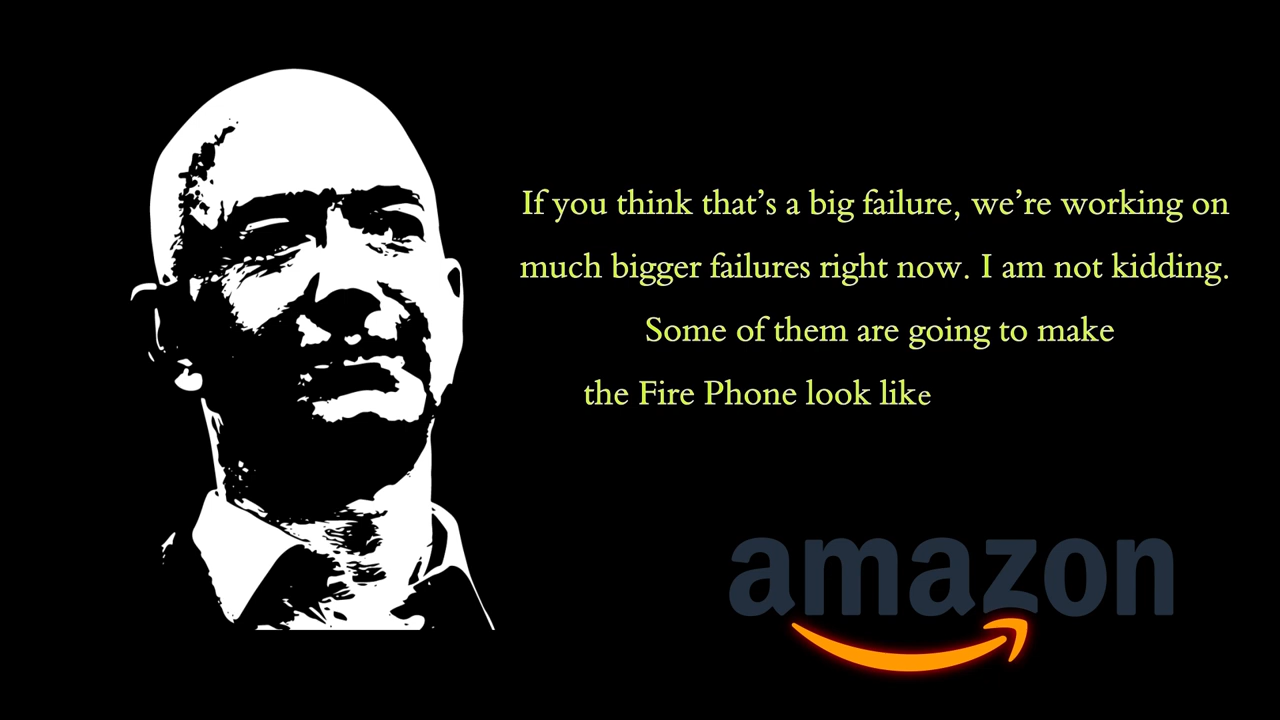 If you think that’s a big failure, we’re working on
much bigger failures right now. I am not kidding.
Some of them are going to make
the Fire Phone look like
amazon